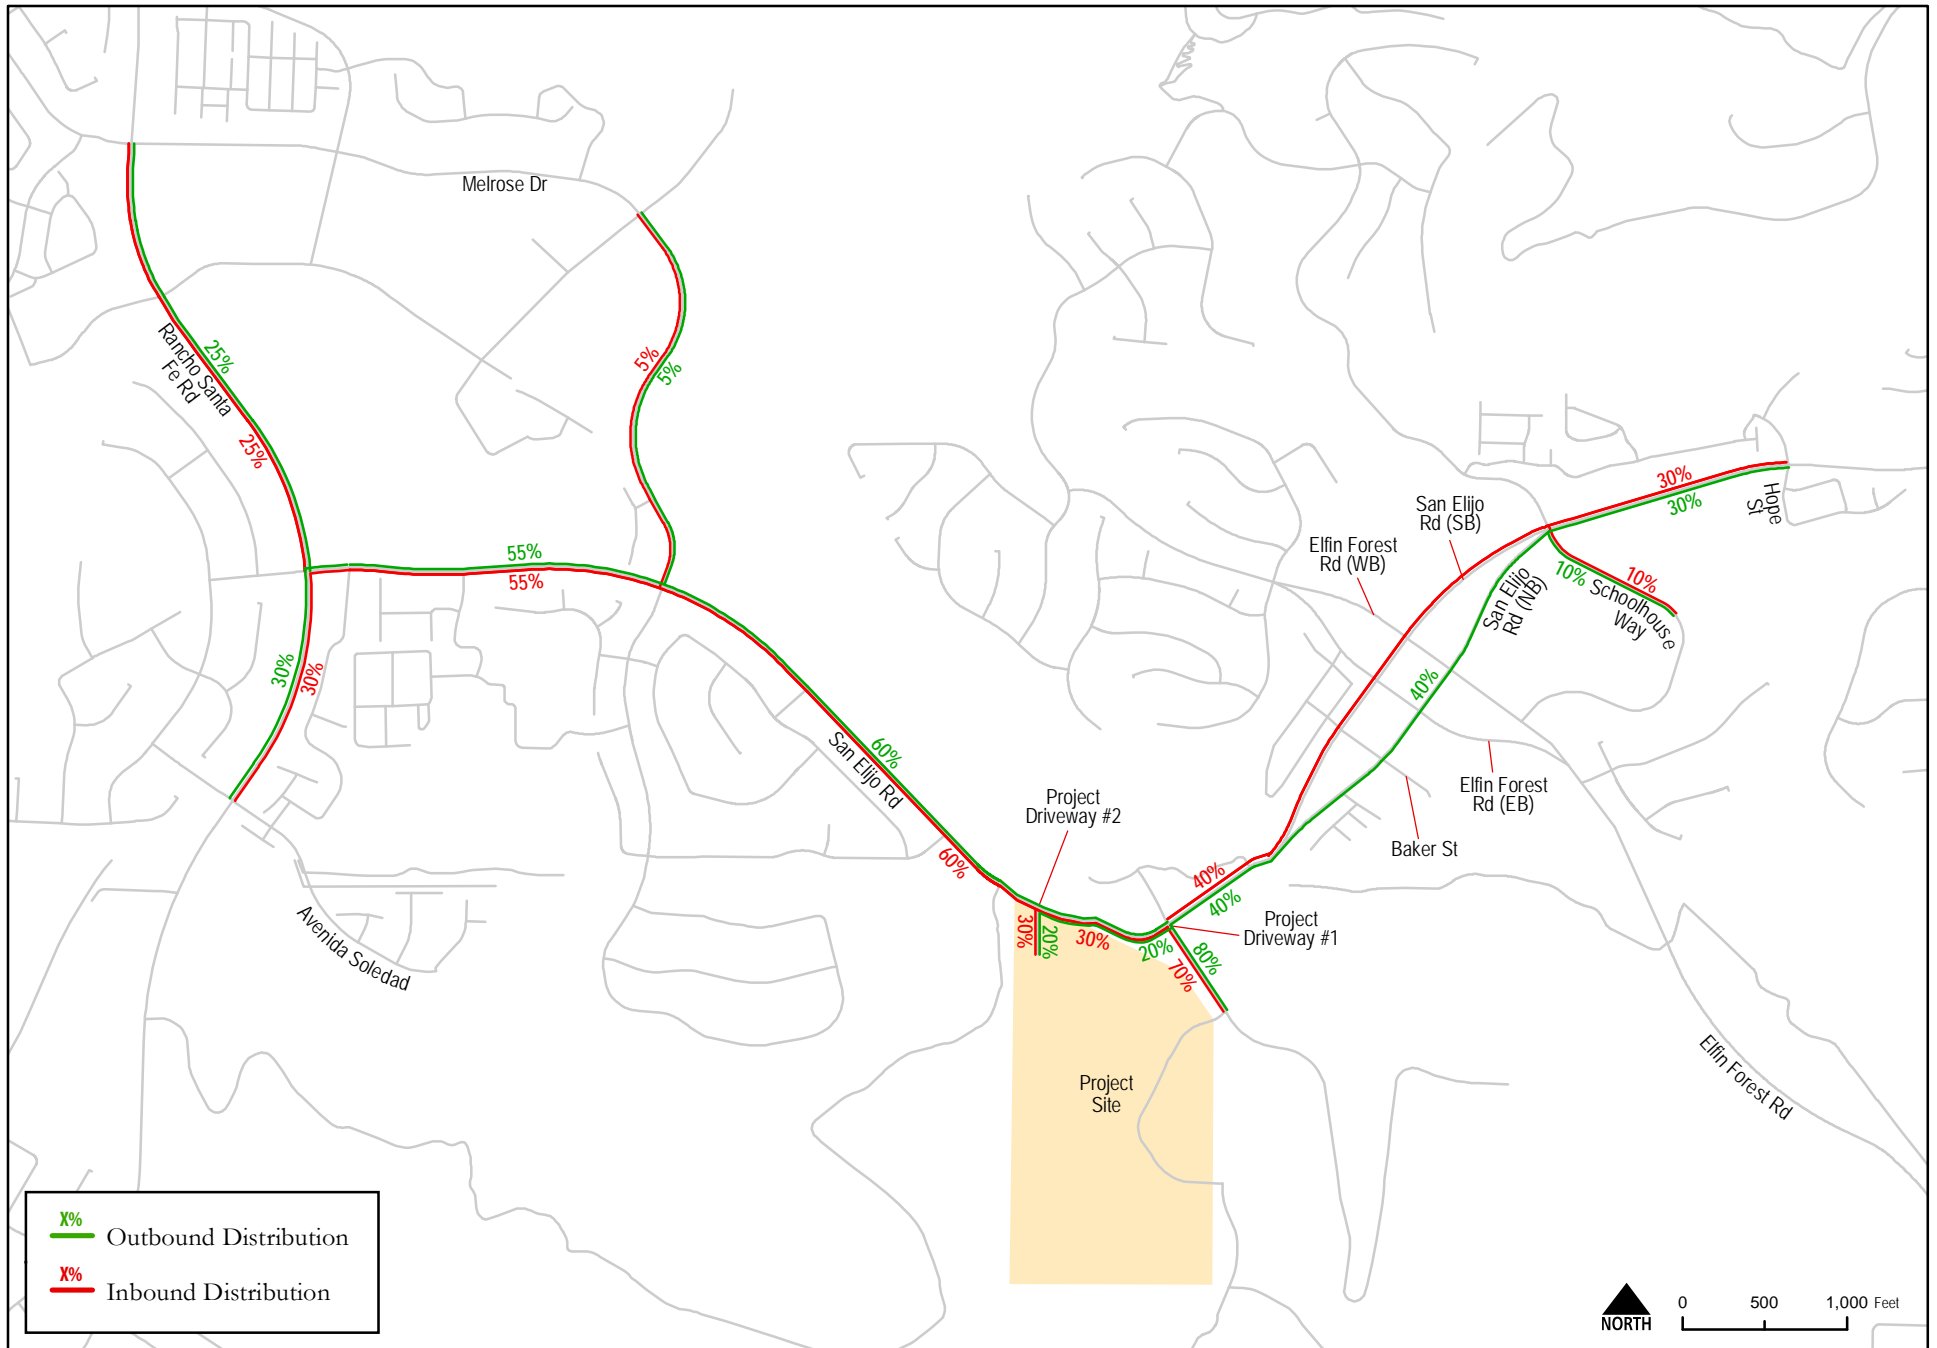 Melrose Dr
Rancho Santa
Fe Rd
25%
25%
5%
5%
55%
55%
30%
30%
San Elijo Rd
60%
60%
Avenida Soledad
Project
Driveway #2
30%
20%
30%
20%
Project
Driveway #1
80%
70%
40%
40%
40%
San Elijo
Rd (SB)
Elfin Forest
Rd (WB)
San Elijo
Rd (NB)
30%
30%
Hope
St
10%
10%
Schoolhouse
Way
Elfin Forest
Rd (EB)
Baker St
Elfin Forest Rd
Project
Site
X%
Outbound Distribution
X%
Inbound Distribution
NORTH
0 500 1,000 Feet